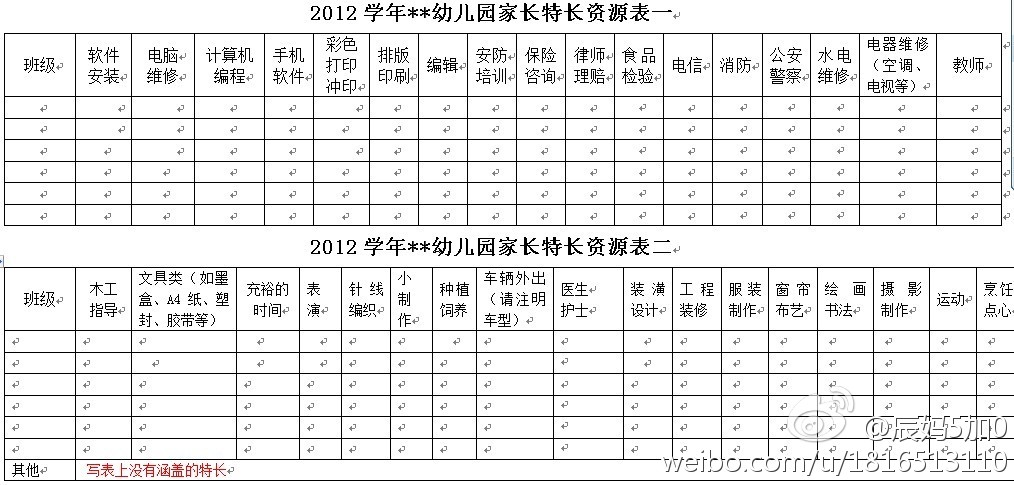 2012 学年**幼儿园家长特长资源表一
班级 软件安装 电脑维修 计算机编程 手机软件 彩色打印冲印 排版印刷 编辑 安防培训 保险咨询 律师理赔 食品检验 电信 消防 公安警察 水电维修 电器维修（空调、电视等） 教师
2012 学年**幼儿园家长特长资源表二
班级 木工指导 文具类（如墨盒、A4 纸、塑封、胶带等） 充裕的时间 表演 针线编织 小制作 种植饲养 车辆外出（请注明车型） 医生护士 装潢设计 工程装修 服装制作 窗帘布艺 绘画书法 摄影制作 运动 烹饪点心
其他 写表上没有涵盖的特长
@辰妈5加0
weibo.com/u/1816513110